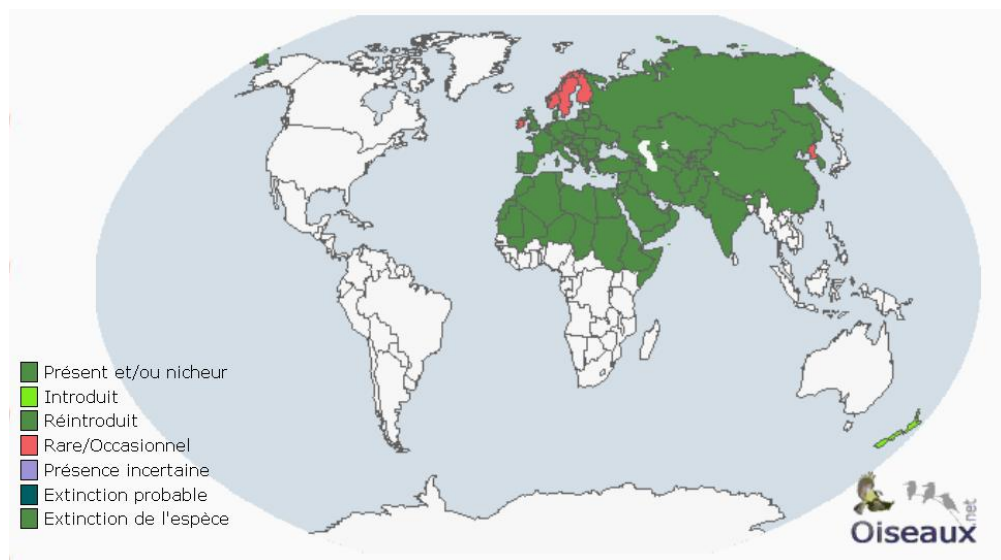 Présent et/ou nicheur
Introduit
Réintroduit
Rare/Occasionnel
Présence incertaine
Extinction probable
Extinction de l'espèce
Oiseaux
.net